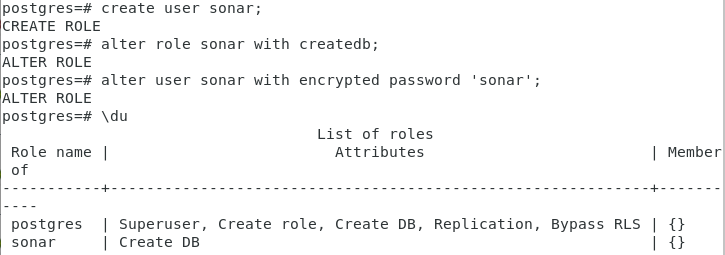 postgres=# create user sonar;
CREATE ROLE
postgres=# alter role sonar with createdb;
ALTER ROLE
postgres=# alter user sonar with encrypted password 'sonar';
ALTER ROLE
postgres=# \du
                                   List of roles
 Role name |                         Attributes                         | Member
 of
-----------+------------------------------------------------------------+-------
----
 postgres  | Superuser, Create role, Create DB, Replication, Bypass RLS | {}
 sonar     | Create DB                                                  | {}